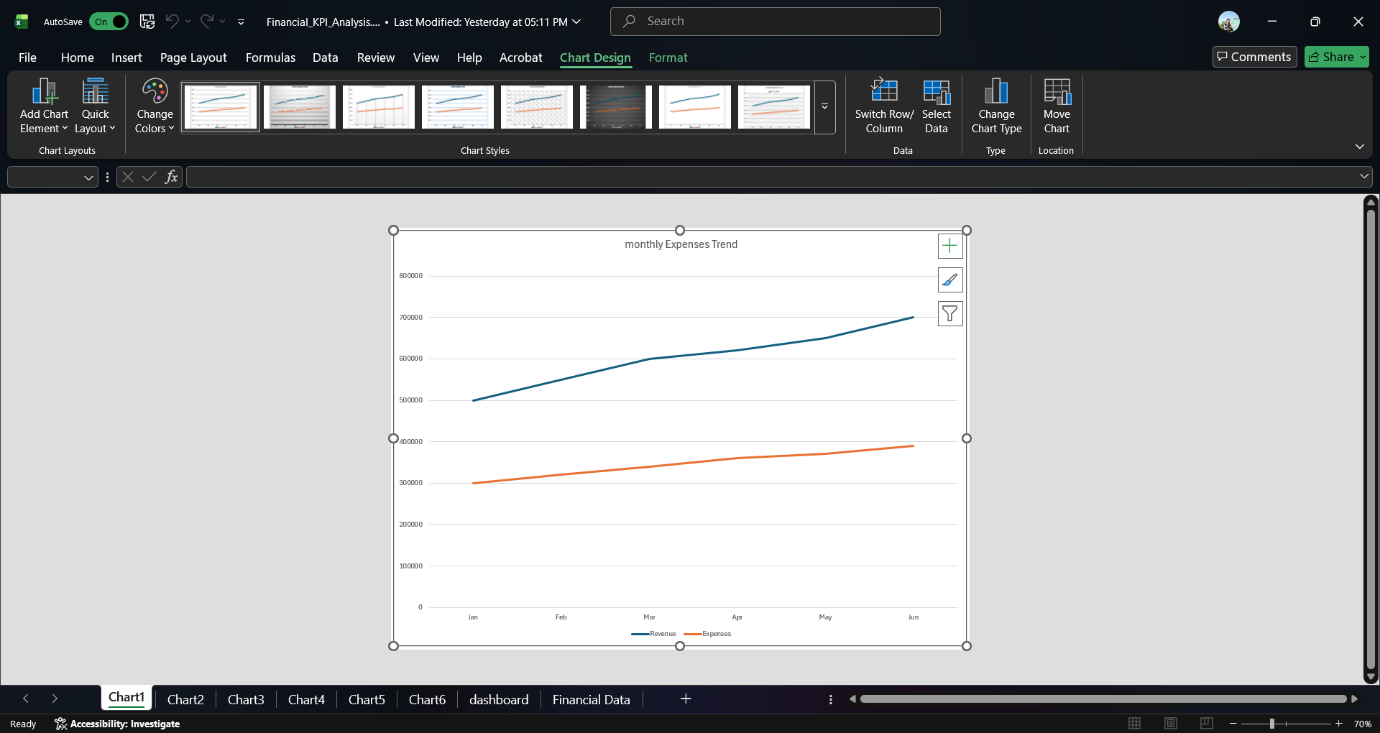 AutoSave On Financial_KPI_Analysis.... • Last Modified: Yesterday at 05:11 PM Search
File Home Insert Page Layout Formulas Data Review View Help Acrobat Chart Design Format Comments Share
Add Chart Element Quick Layout Change Colors Switch Row/ Column Select Data Change Chart Type Move Chart
Chart Layouts Chart Styles Data Type Location
fx
monthly Expenses Trend
800000
700000
600000
500000
400000
300000
200000
100000
0
Jan Feb Mar Apr May Jun
Revenue Expenses
Chart1 Chart2 Chart3 Chart4 Chart5 Chart6 dashboard Financial Data
Ready Accessibility: Investigate 70%